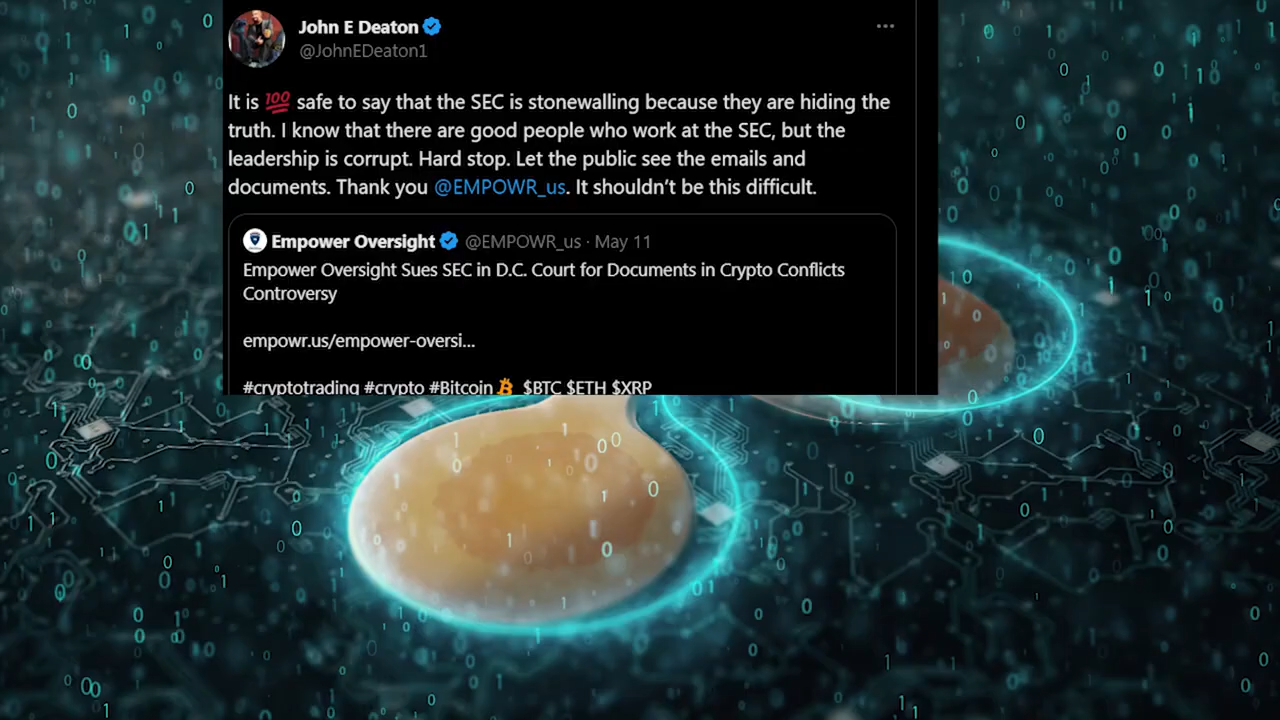 John E Deaton
@JohnEDeaton1
It is 💯 safe to say that the SEC is stonewalling because they are hiding the
truth. I know that there are good people who work at the SEC, but the
leadership is corrupt. Hard stop. Let the public see the emails and
documents. Thank you @EMPOWR_us. It shouldn't be this difficult.
Empower Oversight @EMPOWR_us · May 11
Empower Oversight Sues SEC in D.C. Court for Documents in Crypto Conflicts
Controversy
empowr.us/empower-oversi...
#cryptotrading #crypto #Bitcoin $BTC $ETH $XRP